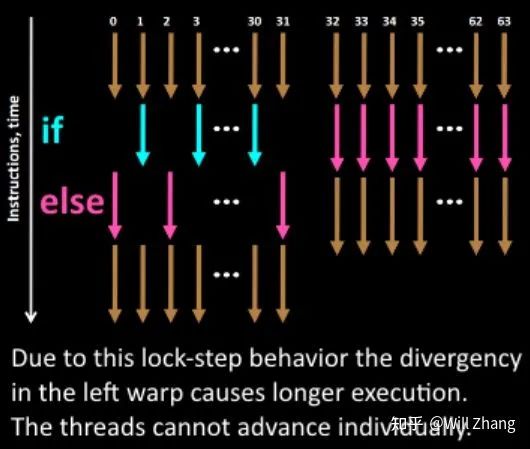 0 1 2 3 ••• 30 31 32 33 34 35 ••• 62 63
Instructions, time
if
else
Due to this lock-step behavior the divergency
in the left warp causes longer execution.
The threads cannot advance individually.
知乎 @Will Zhang